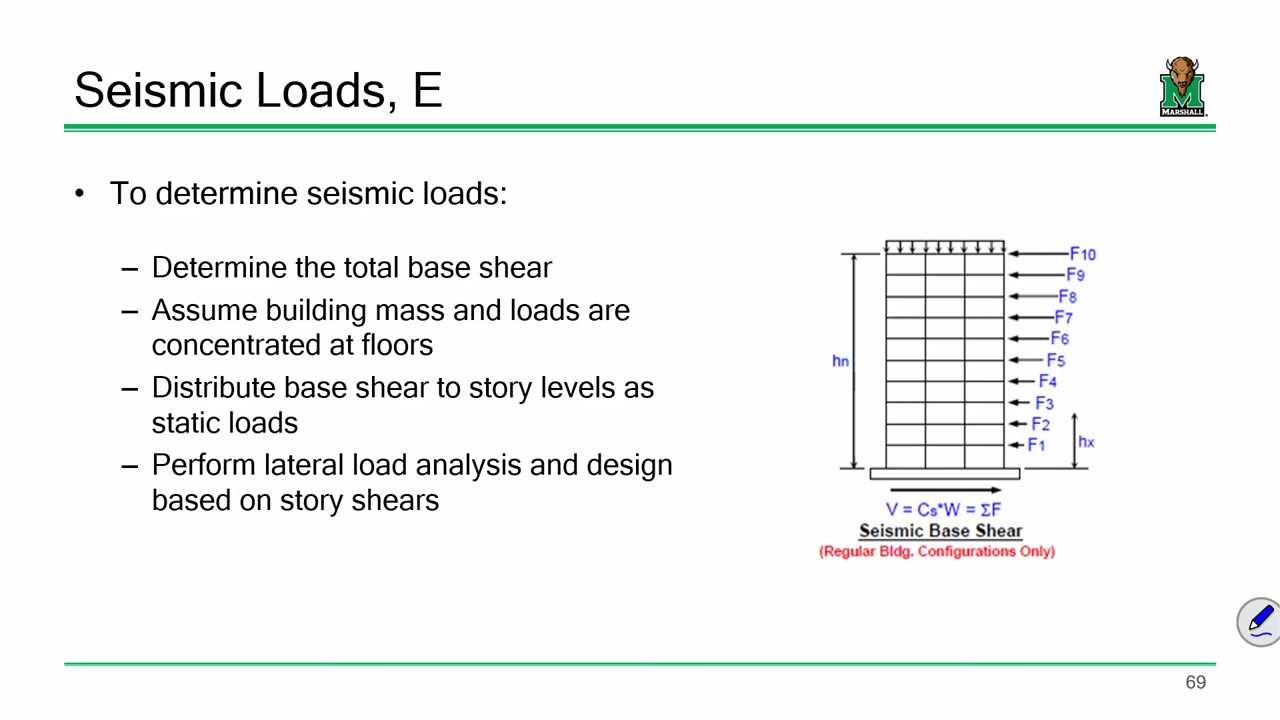 Seismic Loads, E
MARSHALL
• To determine seismic loads:
– Determine the total base shear
– Assume building mass and loads are
concentrated at floors
– Distribute base shear to story levels as
static loads
– Perform lateral load analysis and design
based on story shears
F10
F9
F8
F7
F6
hn
F5
F4
F3
F2
hx
F1
V = Cs*W = ΣF
Seismic Base Shear
(Regular Bldg. Configurations Only)
69